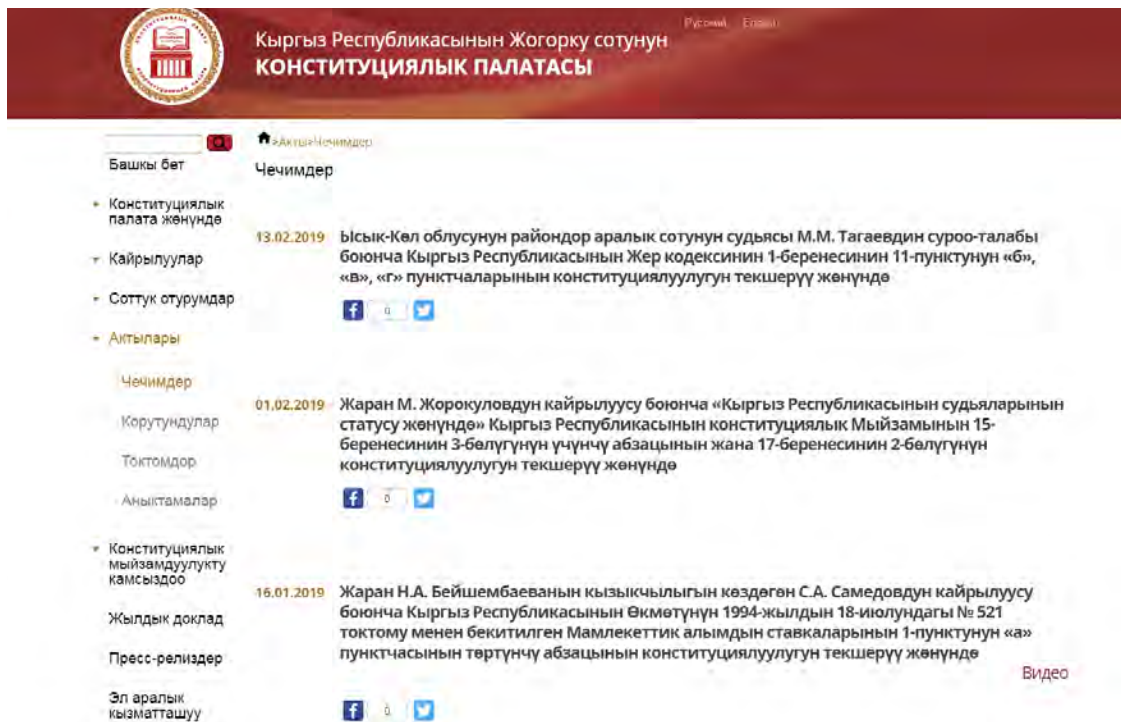 Русский
Кыргыз Республикасынын Жогорку сотунун
КОНСТИТУЦИЯЛЫК ПАЛАТАСЫ
>Акты>Чечимдер
Башкы бет
Чечимдер
Конституциялык
палата жөнүндө
Кайрылуулар
Соттук отурумдар
Актылары
Чечимдер
Корутундулар
Токтомдор
Аныктамалар
Конституциялык
мыйзамдуулукту
камсыздоо
Жылдык доклад
Пресс-релиздер
Эл аралык
кызматташуу
13.02.2019 Ысык-Көл облусунун райондор аралык сотунун судьясы М.М. Тагаевдин суроо-талабы
боюнча Кыргыз Республикасынын Жер кодексинин 1-беренесинин 11-пунктунун «б»,
«в», «г» пунктчаларынын конституциялуулугун текшерүү жөнүндө
0
01.02.2019 Жаран М. Жорокуловдун кайрылуусу боюнча «Кыргыз Республикасынын судьяларынын
статусу жөнүндө» Кыргыз Республикасынын конституциялык Мыйзамынын 15-
беренесинин 3-бөлүгүнүн үчүнчү абзацынын жана 17-беренесинин 2-бөлүгүнүн
конституциялуулугун текшерүү жөнүндө
0
16.01.2019 Жаран Н.А. Бейшембаеванын кызыкчылыгын көздөгөн С.А. Самедовдун кайрылуусу
боюнча Кыргыз Республикасынын Өкмөтүнүн 1994-жылдын 18-июлундагы № 521
токтому менен бекитилген Мамлекеттик алымдын ставкаларынын 1-пунктунун «а»
пунктчасынын төртүнчү абзацынын конституциялуулугун текшерүү жөнүндө
Видео